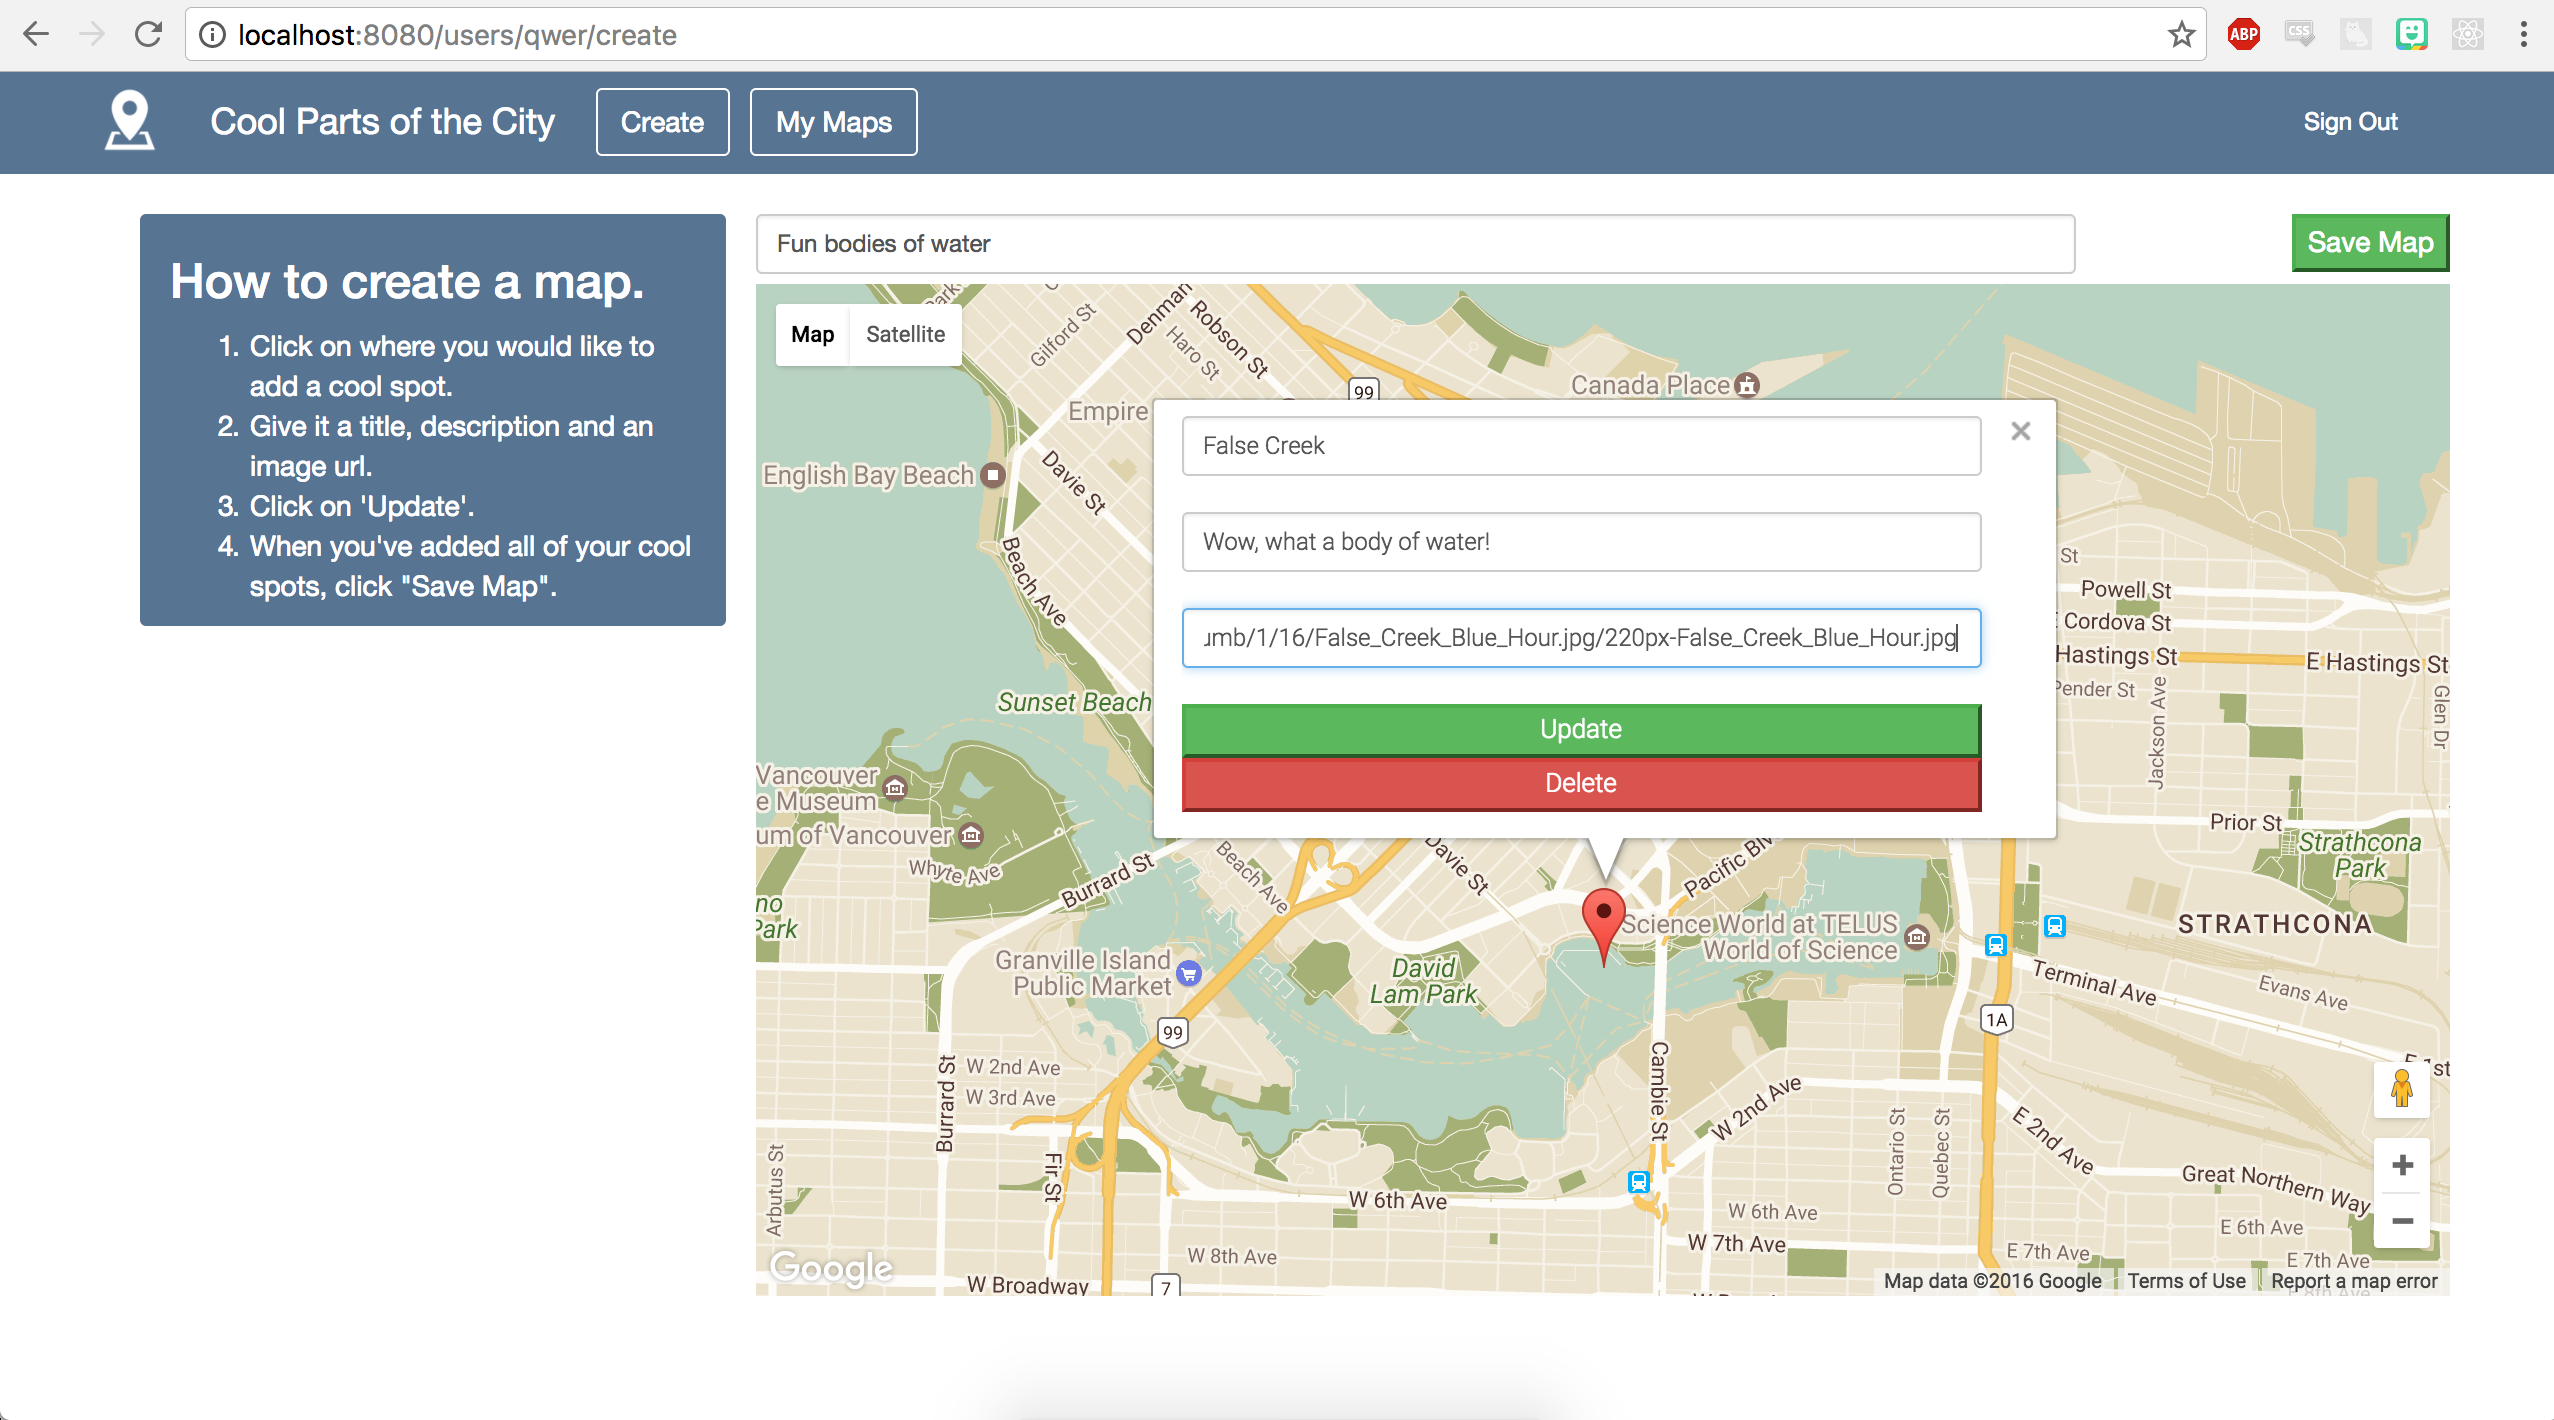 localhost:8080/users/qwer/create
ABP
CSS
Cool Parts of the City
Create
My Maps
Sign Out
How to create a map.
1. Click on where you would like to
add a cool spot.
2. Give it a title, description and an
image url.
3. Click on 'Update'.
4. When you've added all of your cool
spots, click "Save Map".
Fun bodies of water
Save Map
Map
Satellite
Gilford St
Denman
Robson St
Haro St
99
Canada Place
Empire
English Bay Beach
Davie St
Beach Ave
Sunset Beach
False Creek
Wow, what a body of water!
umb/1/16/False_Creek_Blue_Hour.jpg/220px-False_Creek_Blue_Hour.jpg
Update
Delete
St
Powell St
E Cordova St
Hastings St
E Hastings St
Pender St
Jackson Ave
Glen Dr
Prior St
Strathcona
Park
Vancouver
e Museum
um of Vancouver
Whyte Ave
Burrard St
Beach Ave
Davie St
Pacific Blv
no
Park
Science World at TELUS
World of Science
STRATHCONA
Granville Island
Public Market
David
Lam Park
Terminal Ave
Evans Ave
99
1A
W 2nd Ave
W 3rd Ave
Burrard St
Cambie St
W 2nd Ave
E 1st
E 2nd Ave
Ontario St
Quebec St
Great Northern Way
Arbutus St
Fir St
W 6th Ave
W 6th Ave
E 6th Ave
W 7th Ave
E 7th Ave
E 7th Ave
W 8th Ave
W Broadway
7
Google
Map data ©2016 Google
Terms of Use
Report a map error
8th Ave